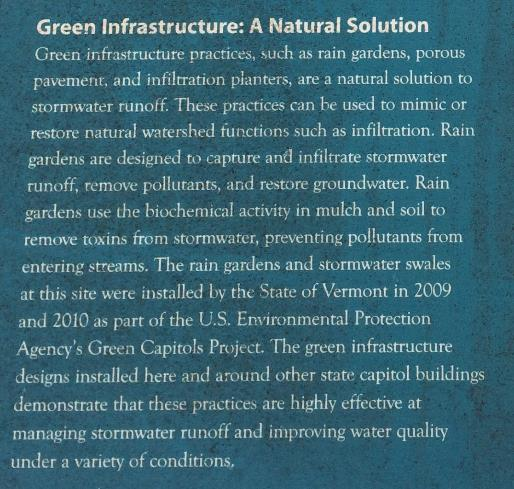 Green Infrastructure: A Natural Solution
Green infrastructure practices, such as rain gardens, porous
pavement, and infiltration planters, are a natural solution to
stormwater runoff. These practices can be used to mimic or
restore natural watershed functions such as infiltration. Rain
gardens are designed to capture and infiltrate stormwater
runoff, remove pollutants, and restore groundwater. Rain
gardens use the biochemical activity in mulch and soil to
remove toxins from stormwater, preventing pollutants from
entering streams. The rain gardens and stormwater swales
at this site were installed by the State of Vermont in 2009
and 2010 as part of the U.S. Environmental Protection
Agency's Green Capitols Project. The green infrastructure
designs installed here and around other state capitol buildings
demonstrate that these practices are highly effective at
managing stormwater runoff and improving water quality
under a variety of conditions.